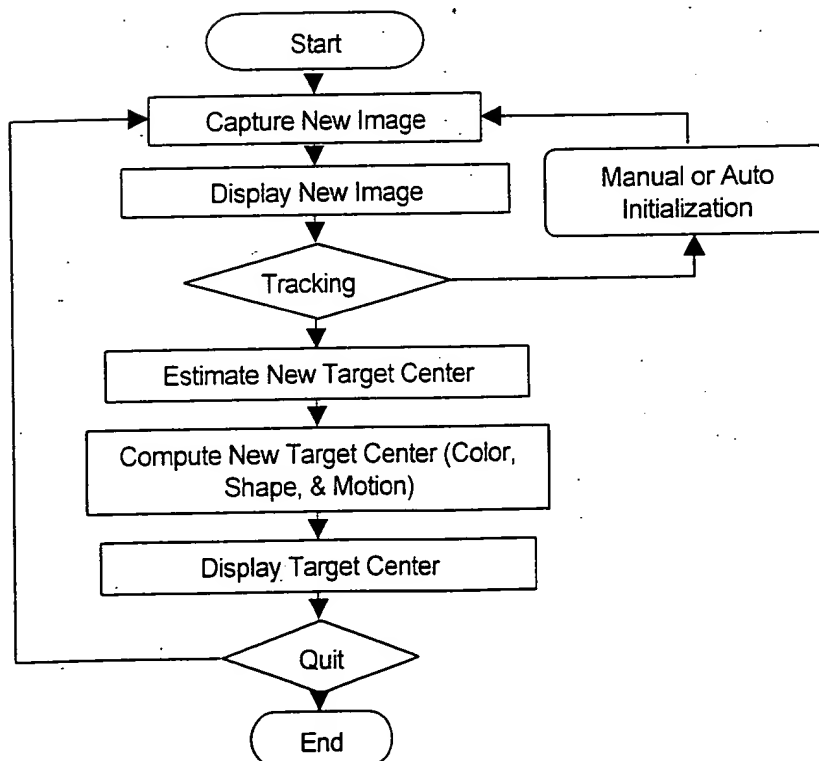 Start
Capture New Image
Display New Image
Manual or Auto
Initialization
Tracking
Estimate New Target Center
Compute New Target Center (Color,
Shape, & Motion)
Display Target Center
Quit
End